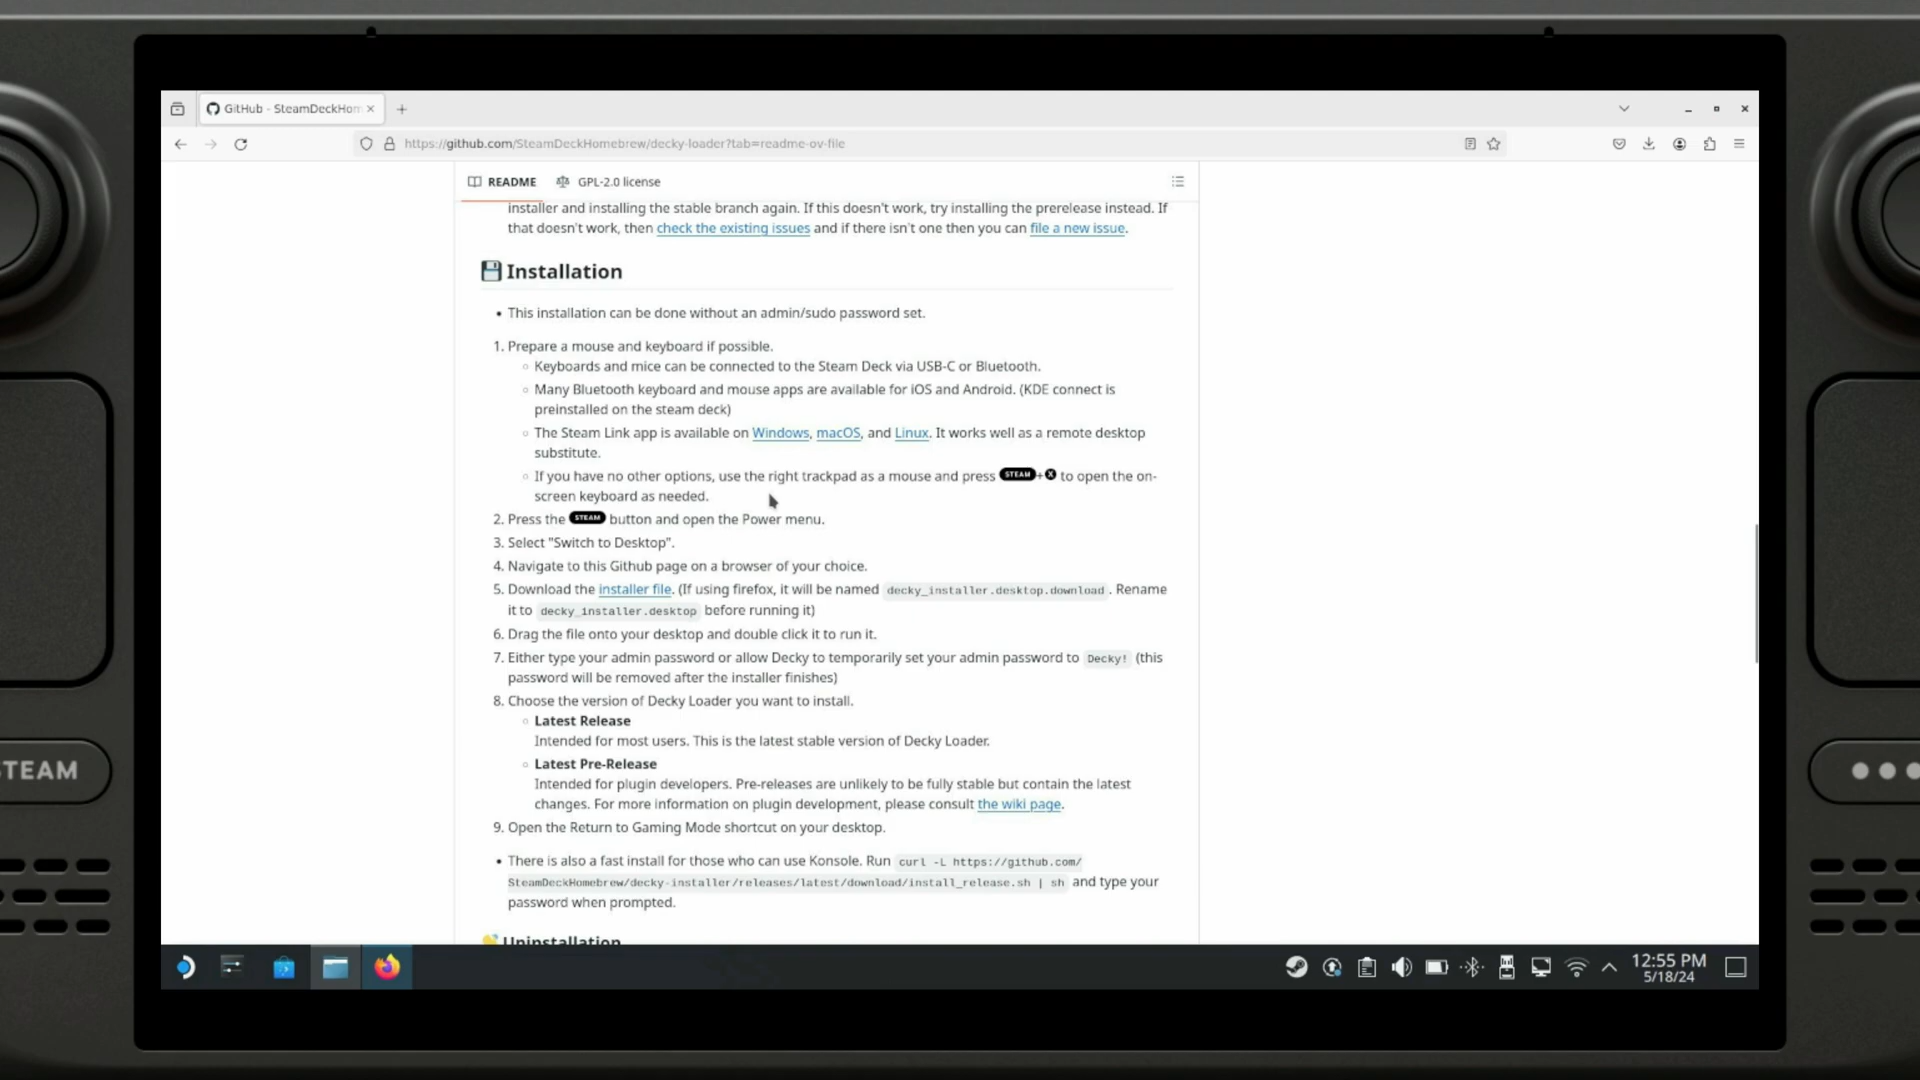 GitHub - SteamDeckHom
https://github.com/SteamDeckHomebrew/decky-loader?tab=readme-ov-file
README
GPL-2.0 license
installer and installing the stable branch again. If this doesn't work, try installing the prerelease instead. If
that doesn't work, then check the existing issues and if there isn't one then you can file a new issue.
Installation
• This installation can be done without an admin/sudo password set.
1. Prepare a mouse and keyboard if possible.
◦ Keyboards and mice can be connected to the Steam Deck via USB-C or Bluetooth.
◦ Many Bluetooth keyboard and mouse apps are available for iOS and Android. (KDE connect is
preinstalled on the steam deck)
◦ The Steam Link app is available on Windows, macOS, and Linux. It works well as a remote desktop
substitute.
◦ If you have no other options, use the right trackpad as a mouse and press STEAM+X to open the on-
screen keyboard as needed.
2. Press the STEAM button and open the Power menu.
3. Select "Switch to Desktop".
4. Navigate to this Github page on a browser of your choice.
5. Download the installer file. (If using firefox, it will be named decky_installer.desktop.download. Rename
it to decky_installer.desktop before running it)
6. Drag the file onto your desktop and double click it to run it.
7. Either type your admin password or allow Decky to temporarily set your admin password to Decky! (this
password will be removed after the installer finishes)
8. Choose the version of Decky Loader you want to install.
◦ Latest Release
Intended for most users. This is the latest stable version of Decky Loader.
◦ Latest Pre-Release
Intended for plugin developers. Pre-releases are unlikely to be fully stable but contain the latest
changes. For more information on plugin development, please consult the wiki page.
9. Open the Return to Gaming Mode shortcut on your desktop.
• There is also a fast install for those who can use Konsole. Run curl -L https://github.com/
SteamDeckHomebrew/decky-installer/releases/latest/download/install_release.sh | sh and type your
password when prompted.
Uninstallation
STEAM
12:55 PM
5/18/24